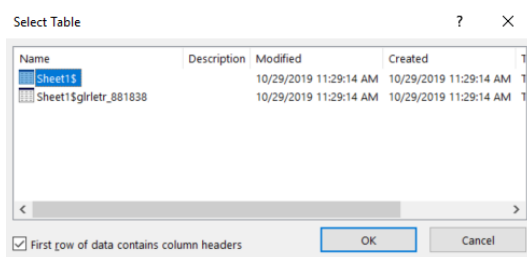 Select Table ? ×
Name Description Modified Created T
Sheet1$ 10/29/2019 11:29:14 AM 10/29/2019 11:29:14 AM T
Sheet1$glrletr_881838 10/29/2019 11:29:14 AM 10/29/2019 11:29:14 AM T
First row of data contains column headers OK Cancel